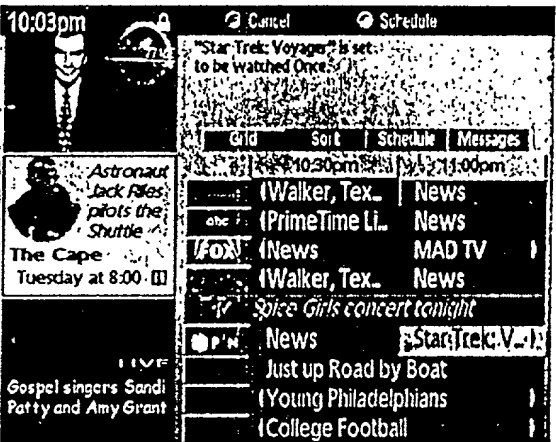 10:03pm
Cancel
Schedule
"Star Trek: Voyager" is set
to be watched Once.
Grid
Sort
Schedule
Messages
10:30pm
11:00pm
Walker, Tex...
News
abc
PrimeTime Li...
News
FOX
News
MAD TV
Walker, Tex...
News
Spice Girls concert tonight
News
Star Trek: V...
Just up Road by Boat
Young Philadelphians
College Football
Astronaut
Jack Riles
pilots the
Shuttle
The Cape
Tuesday at 8:00
LIVE
Gospel singers Sandi
Patty and Amy Grant